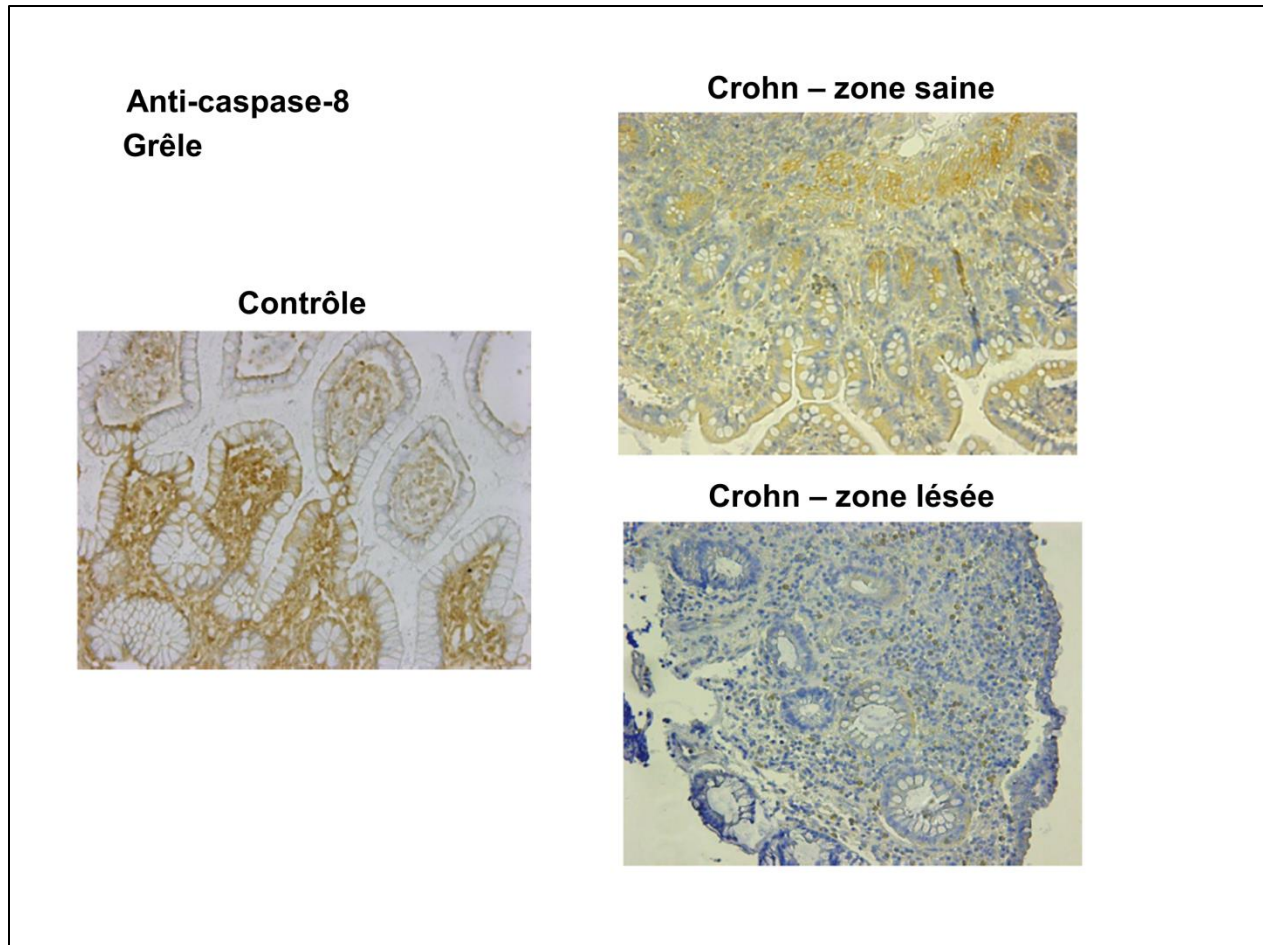 Anti-caspase-8
Grêle
Contrôle
Crohn – zone saine
Crohn – zone lésée